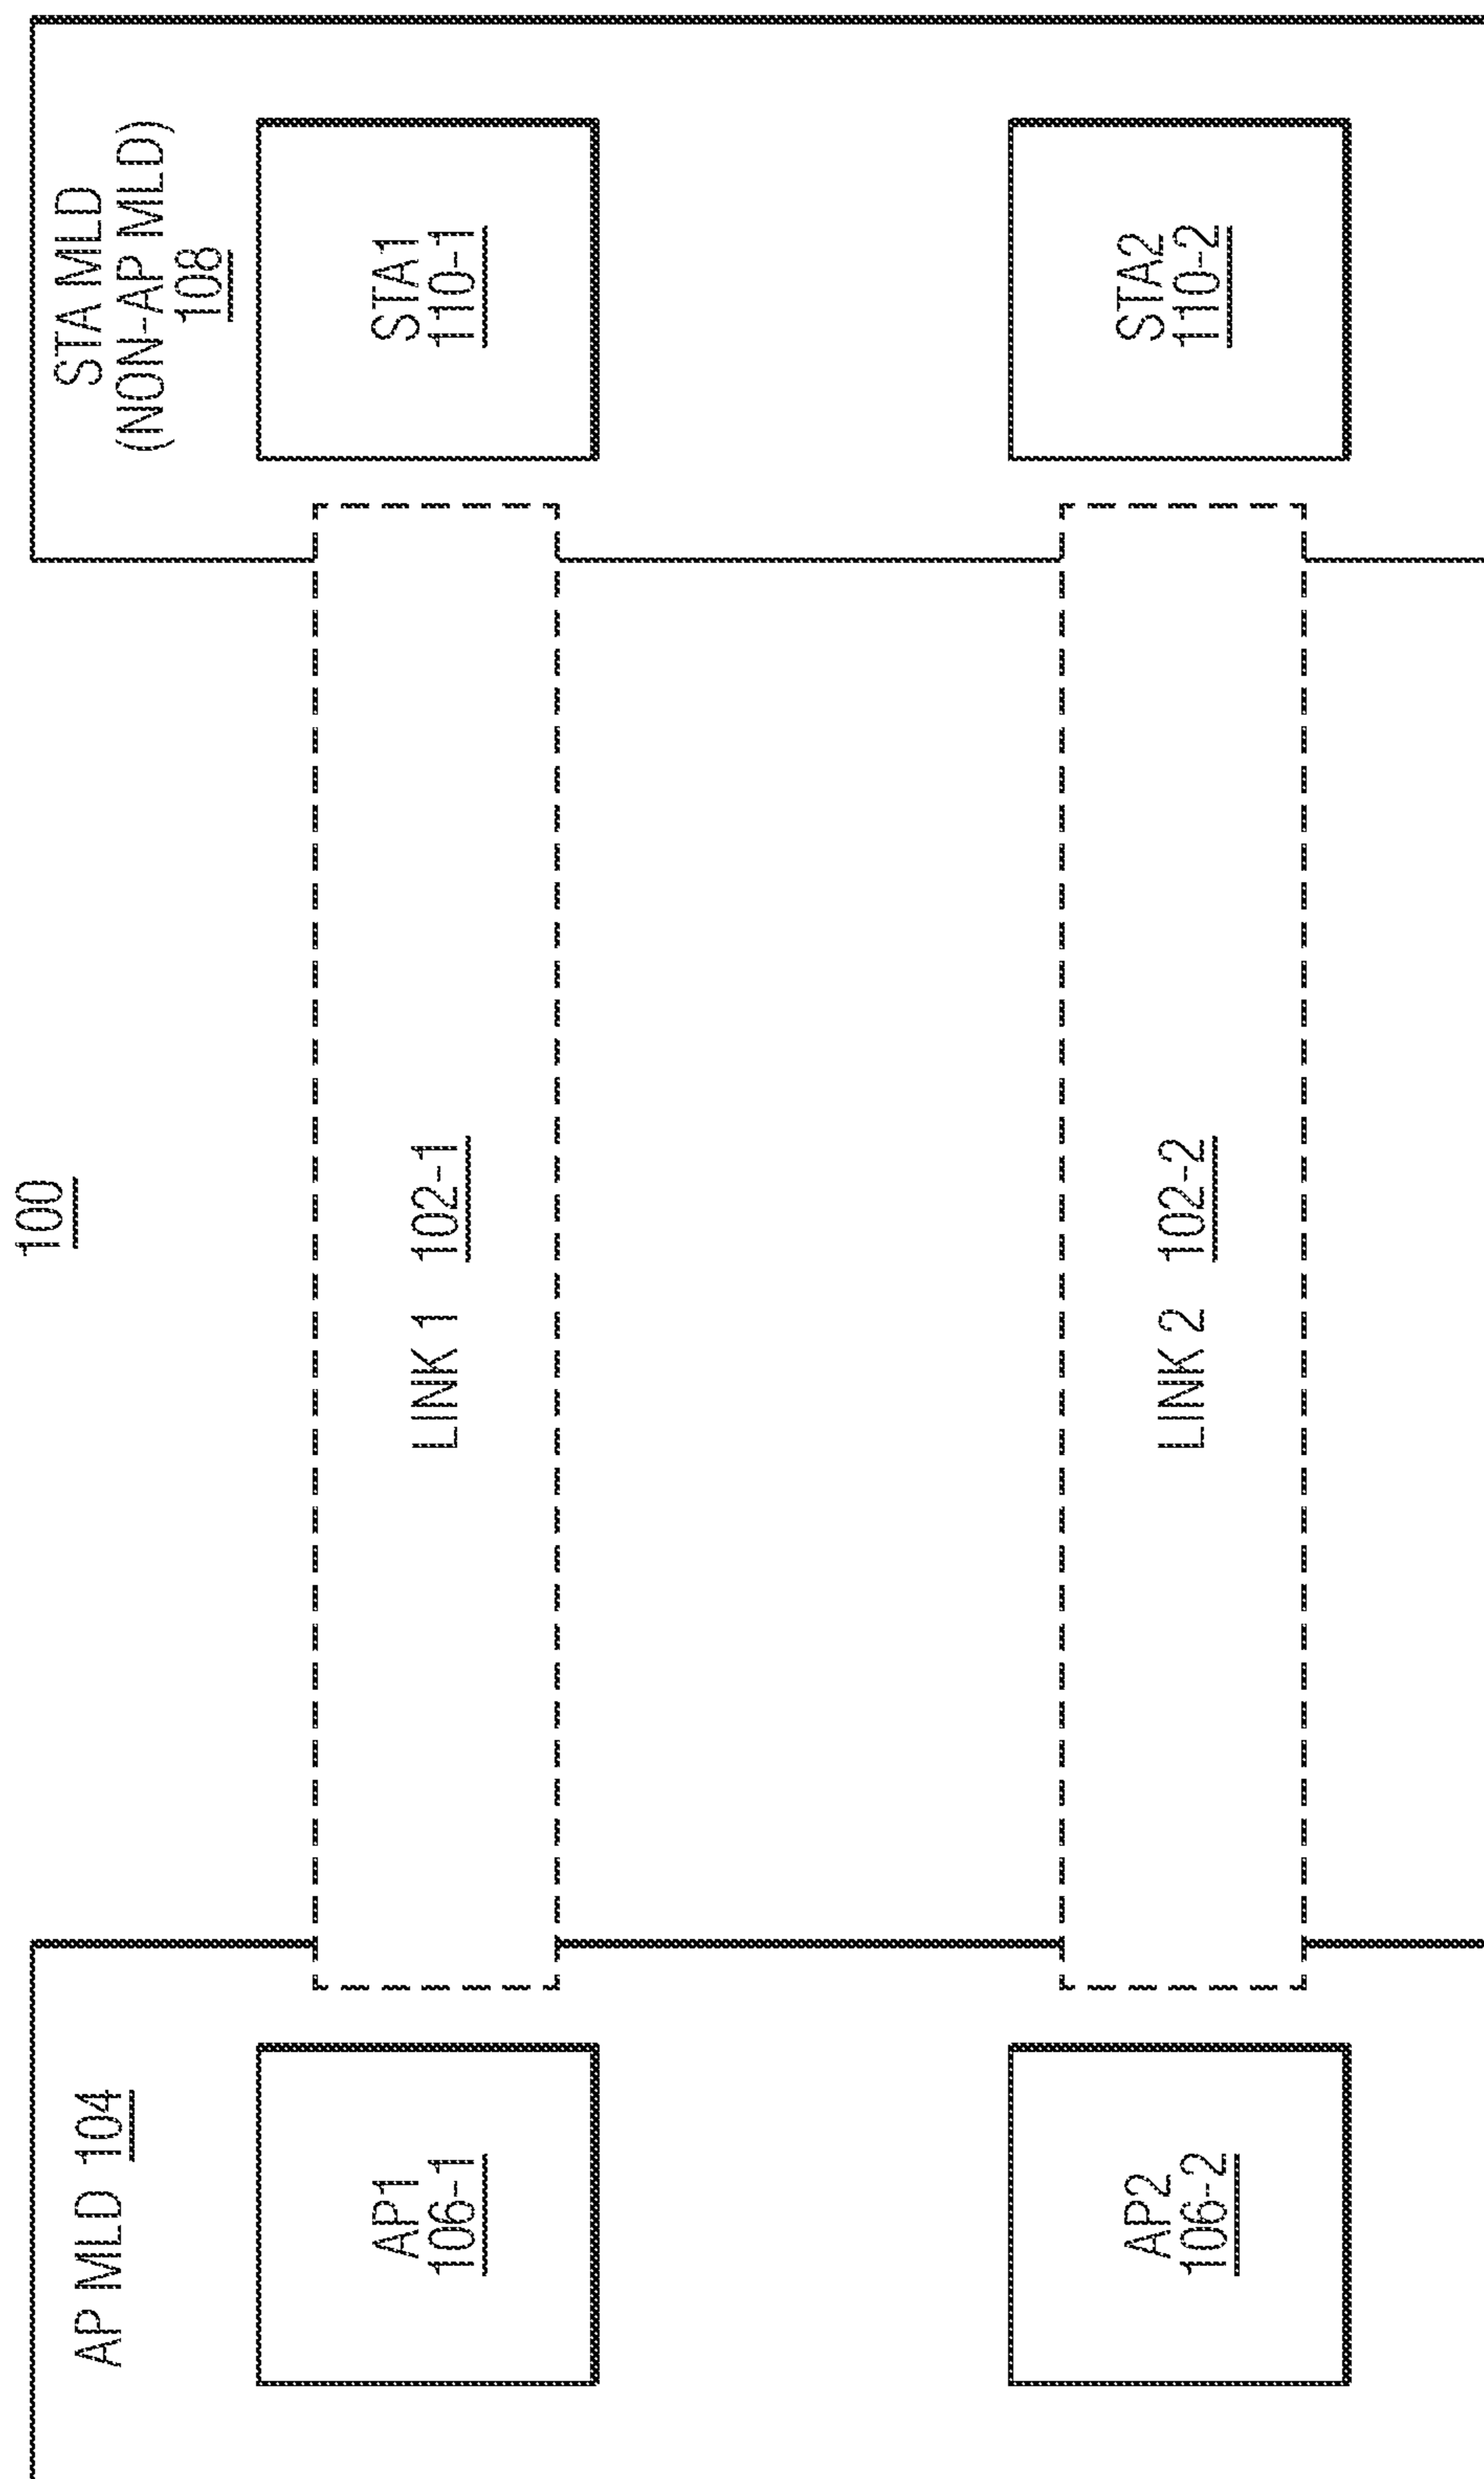 100
AP MLD 104
STA MLD
(NON-AP MLD)
108
AP1
106-1
LINK 1 102-1
STA1
110-1
AP2
106-2
LINK 2 102-2
STA2
110-2